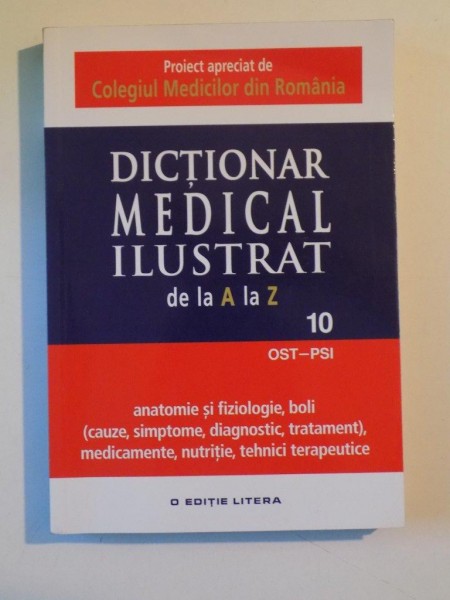 Proiect apreciat de
Colegiul Medicilor din România
DICȚIONAR
MEDICAL
ILUSTRAT
de la A la Z
10
OST–PSI
anatomie și fiziologie, boli
(cauze, simptome, diagnostic, tratament),
medicamente, nutriție, tehnici terapeutice
O EDIȚIE LITERA